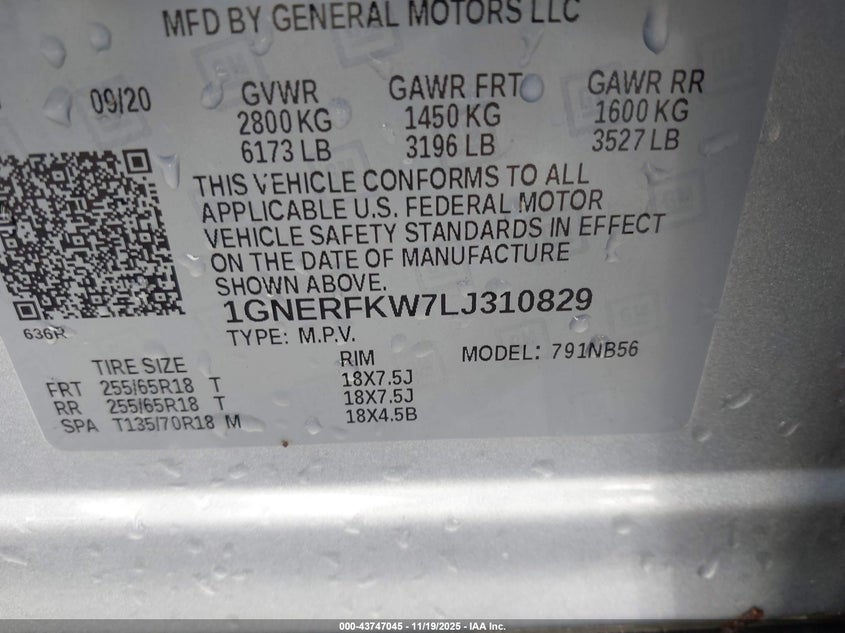 MFD BY GENERAL MOTORS LLC
09/20 GVWR GAWR FRT GAWR RR
2800 KG 1450 KG 1600 KG
6173 LB 3196 LB 3527 LB
THIS VEHICLE CONFORMS TO ALL
APPLICABLE U.S. FEDERAL MOTOR
VEHICLE SAFETY STANDARDS IN EFFECT
ON THE DATE OF MANUFACTURE
SHOWN ABOVE.
1GNERFKW7LJ310829
636R TYPE: M.P.V.
TIRE SIZE RIM MODEL: 791NB56
FRT 255/65R18 T 18X7.5J
RR 255/65R18 T 18X7.5J
SPA T135/70R18 M 18X4.5B
000-43747045 - 11/19/2025 - IAA Inc.